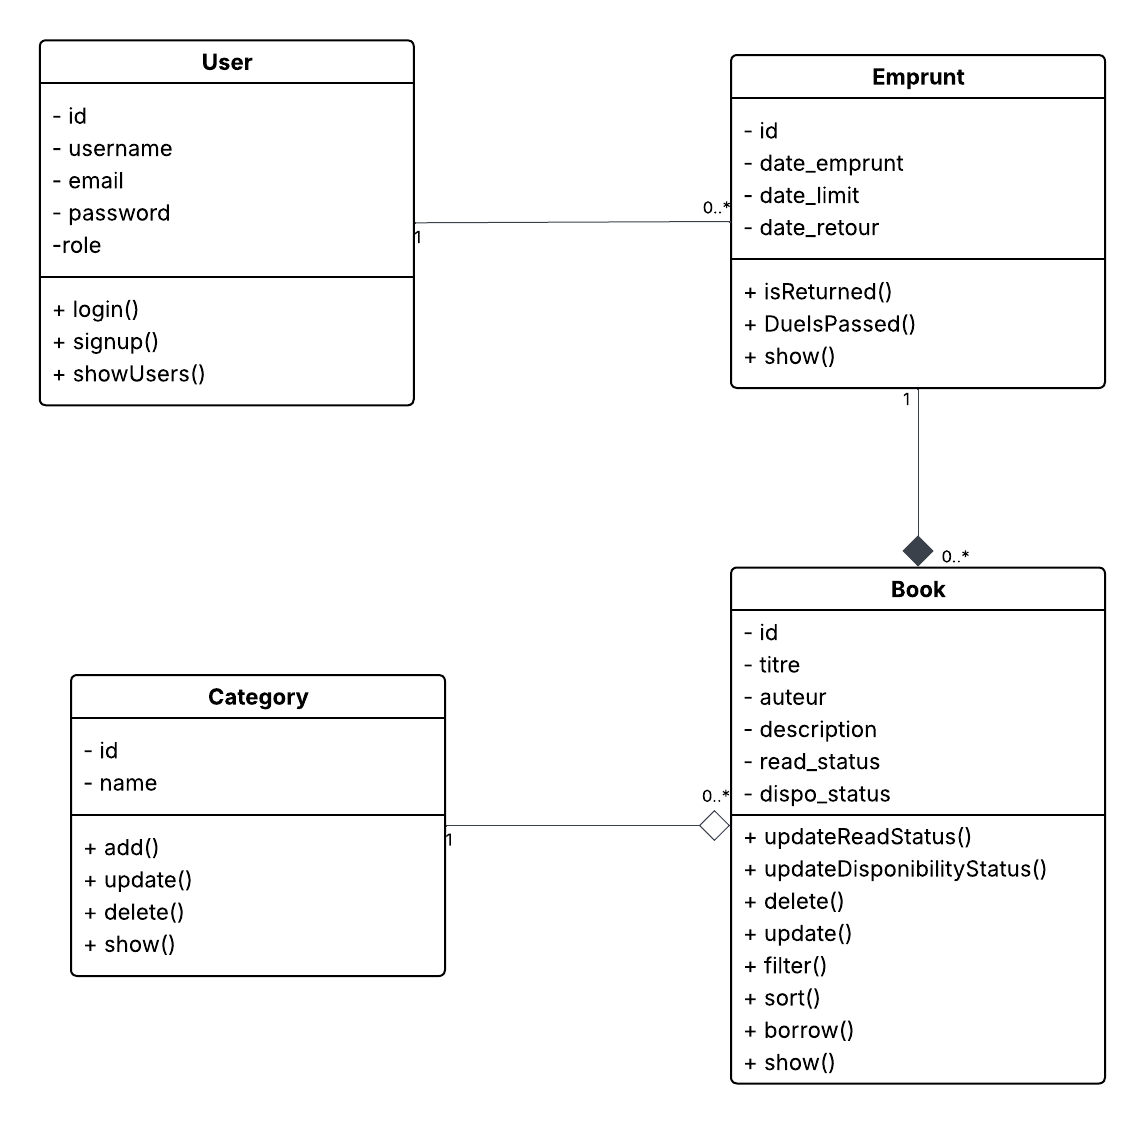 User
- id
- username
- email
- password
-role
+ login()
+ signup()
+ showUsers()
1
0..*
Emprunt
- id
- date_emprunt
- date_limit
- date_retour
+ isReturned()
+ DueIsPassed()
+ show()
1
0..*
Book
- id
- titre
- auteur
- description
- read_status
- dispo_status
+ updateReadStatus()
+ updateDisponibilityStatus()
+ delete()
+ update()
+ filter()
+ sort()
+ borrow()
+ show()
0..*
1
Category
- id
- name
+ add()
+ update()
+ delete()
+ show()